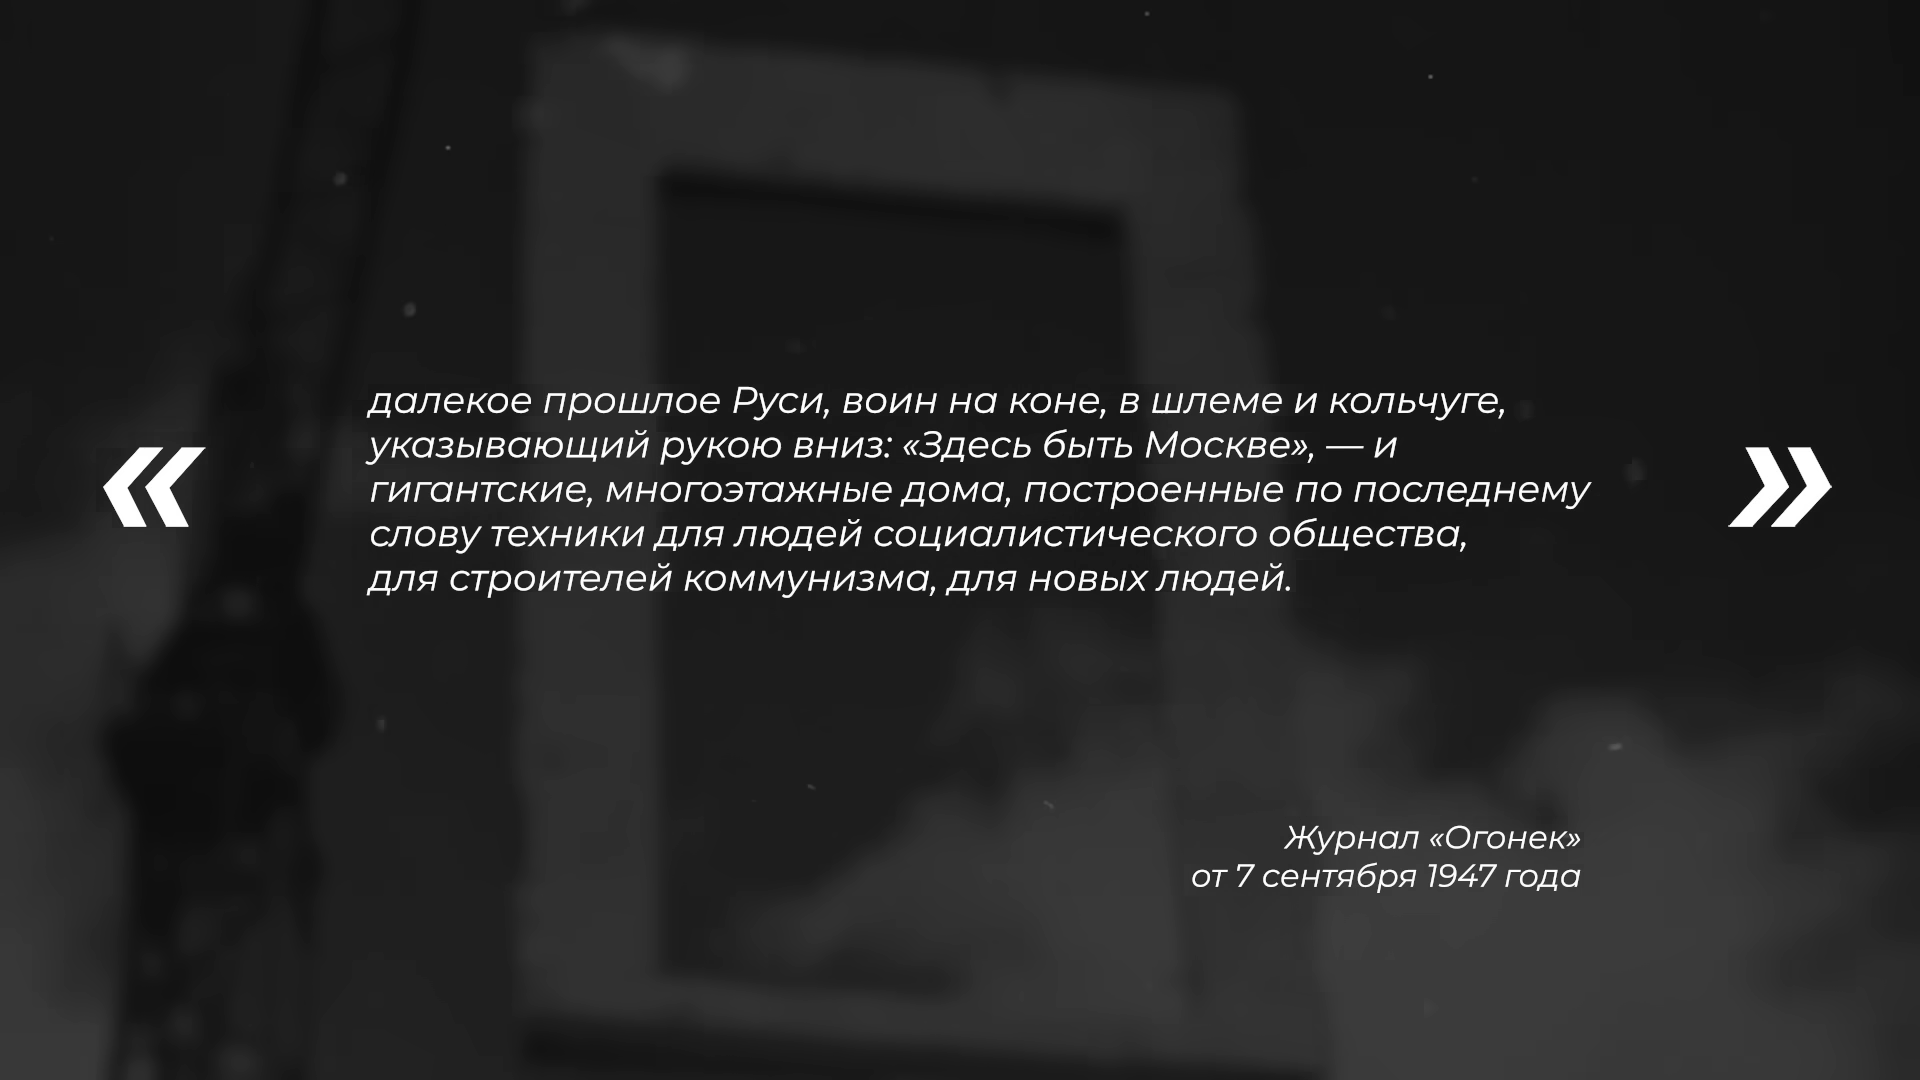 «
далекое прошлое Руси, воин на коне, в шлеме и кольчуге,
указывающий рукою вниз: «Здесь быть Москве», — и
гигантские, многоэтажные дома, построенные по последнему
слову техники для людей социалистического общества,
для строителей коммунизма, для новых людей.
»
Журнал «Огонек»
от 7 сентября 1947 года